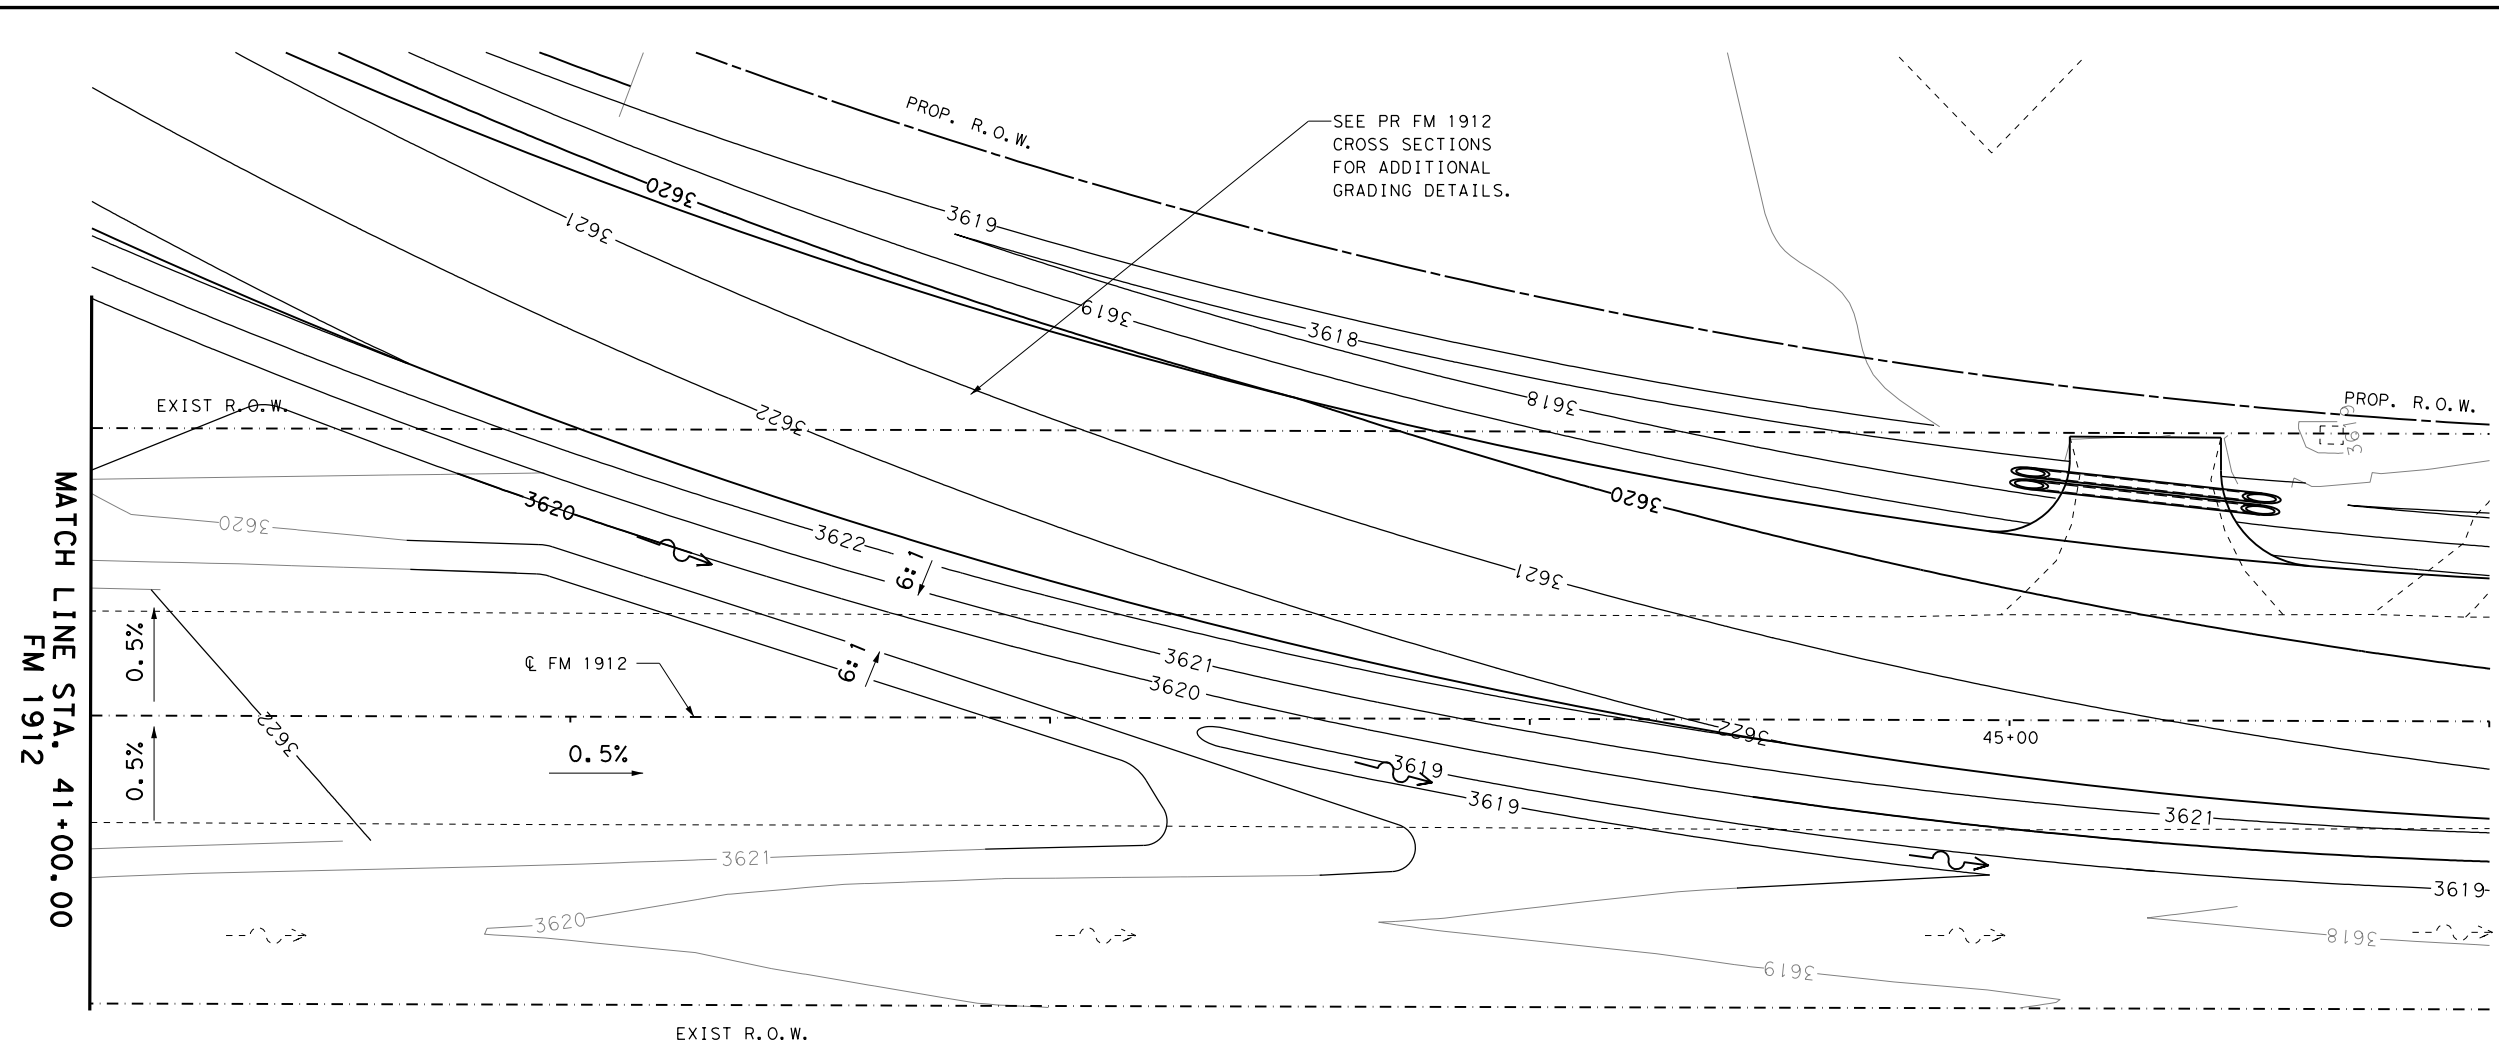 PROP. R.O.W.
SEE PR FM 1912
CROSS SECTIONS
FOR ADDITIONAL
GRADING DETAILS.
3620
3621
3619
3619
3618
3618
3622
EXIST R.O.W.
PROP. R.O.W.
36
3620
3620
3620
3622
6:1
3621
3621
3620
6:1
℄ FM 1912
MATCH LINE STA. 41+00.00
FM 1912
0.5%
0.5%
3622
0.5%
3622
45+00
3619
3619
3621
3621
3620
3619
3618
3619
EXIST R.O.W.